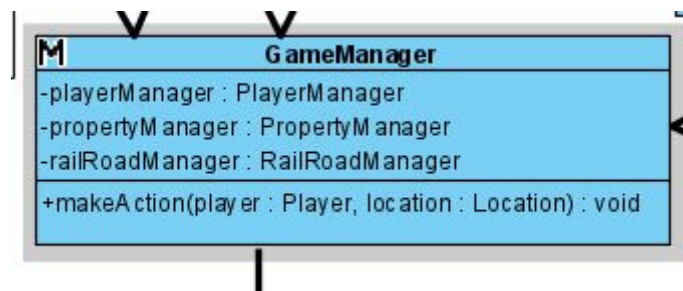 M GameManager
-playerManager : PlayerManager
-propertyManager : PropertyManager
-railRoadManager : RailRoadManager
+makeAction(player : Player, location : Location) : void